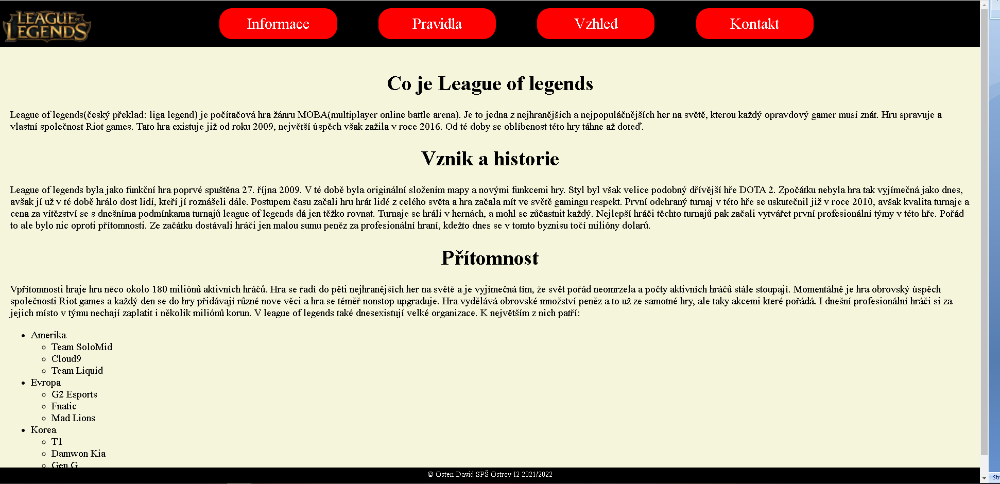 LEAGUE OF LEGENDS
Informace
Pravidla
Vzhled
Kontakt
Co je League of legends
League of legends(český překlad: liga legend) je počítačová hra žánru MOBA(multiplayer online battle arena). Je to jedna z nejhranějších a nejpopuláčnějších her na světě, kterou každý opravdový gamer musí znát. Hru spravuje a
vlastní společnost Riot games. Tato hra existuje již od roku 2009, největší úspěch však zažila v roce 2016. Od té doby se oblíbenost této hry táhne až doteď.
Vznik a historie
League of legends byla jako funkční hra poprvé spuštěna 27. října 2009. V té době byla originální složením mapy a novými funkcemi hry. Styl byl však velice podobný dřívější hře DOTA 2. Zpočátku nebyla hra tak vyjímečná jako dnes,
avšak jí už v té době hrálo dost lidí, kteří jí roznášeli dále. Postupem času začali hru hrát lidé z celého světa a hra začala mít ve světě gamingu respekt. První odehraný turnaj v této hře se uskutečnil již v roce 2010, avšak kvalita turnaje a
cena za vítězství se s dnešníma podmínkama turnajů league of legends dá jen těžko rovnat. Turnaje se hráli v hernách, a mohl se zůčastnit každý. Nejlepší hráči těchto turnajů pak začali vytvářet první profesionální týmy v této hře. Pořád
to ale bylo nic oproti přítomnosti. Ze začátku dostávali hráči jen malou sumu peněz za profesionální hraní, kdežto dnes se v tomto byznisu točí milióny dolarů.
Přítomnost
Vpřítomnosti hraje hru něco okolo 180 miliónů aktivních hráčů. Hra se řadí do pěti nejhranějších her na světě a je vyjímečná tím, že svět pořád neomrzela a počty aktivních hráčů stále stoupají. Momentálně je hra obrovský úspěch
společnosti Riot games a každý den se do hry přidávají různé nove věci a hra se téměř nonstop upgraduje. Hra vydělává obrovské množství peněz a to už ze samotné hry, ale taky akcemi které pořádá. I dnešní profesionální hráči si za
jejich místo v týmu nechají zaplatit i několik miliónů korun. V league of legends také dnesexistují velké organizace. K největším z nich patří:
Amerika
Team SoloMid
Cloud9
Team Liquid
Evropa
G2 Esports
Fnatic
Mad Lions
Korea
T1
Damwon Kia
Gen G
© Osten David SPŠ Ostrov I2 2021/2022
Str